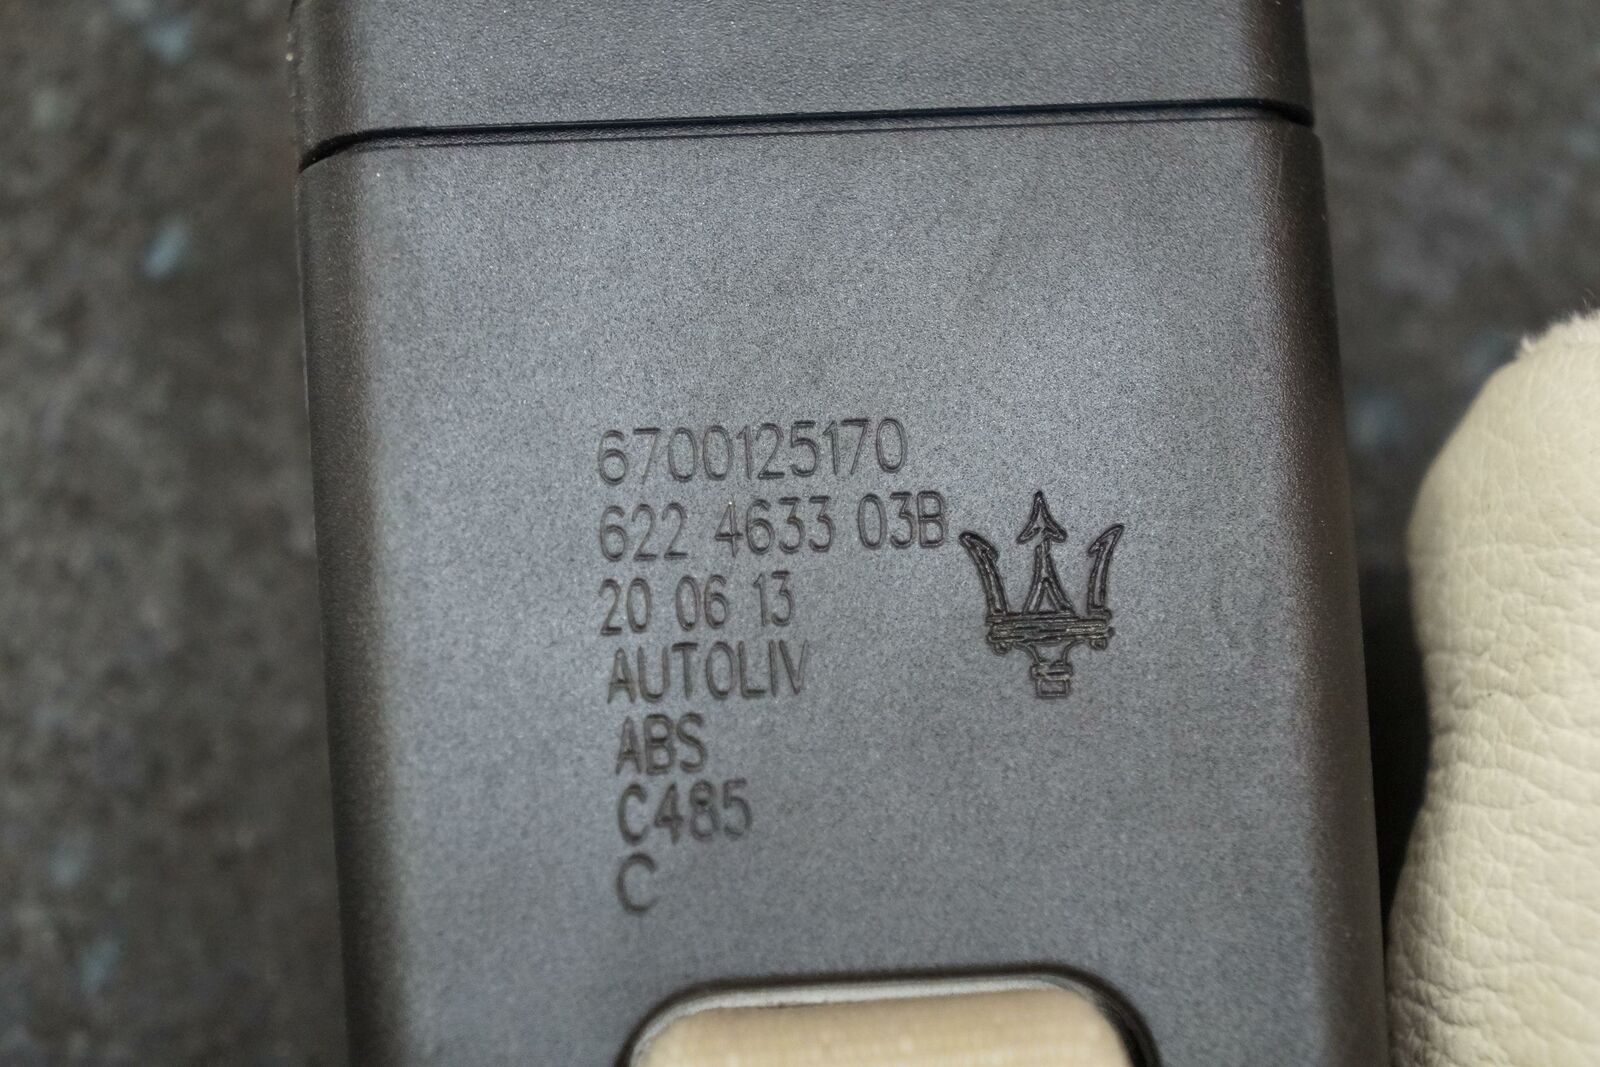 6700125170
622 4633 03B
20 06 13
AUTOLIV
ABS
C485
C